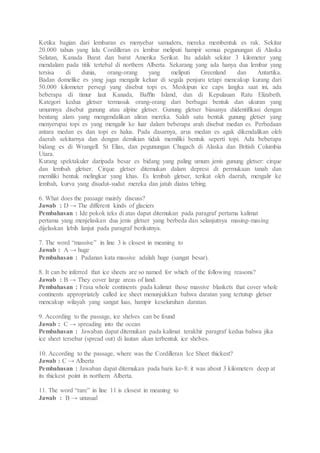 Ketika bagian dari lembaran es menyebar samudera, mereka membentuk es rak. Sekitar
20.000 tahun yang lalu Cordilleran es lembar meliputi hampir semua pegunungan di Alaska
Selatan, Kanada Barat dan barat Amerika Serikat. Itu adalah sekitar 3 kilometer yang
mendalam pada titik tertebal di northern Alberta. Sekarang yang ada hanya dua lembar yang
tersisa di dunia, orang-orang yang meliputi Greenland dan Antartika.
Badan domelike es yang juga mengalir keluar di segala penjuru tetapi mencakup kurang dari
50.000 kilometer persegi yang disebut topi es. Meskipun ice caps langka saat ini, ada
beberapa di timur laut Kanada, Baffin Island, dan di Kepulauan Ratu Elizabeth.
Kategori kedua gletser termasuk orang-orang dari berbagai bentuk dan ukuran yang
umumnya disebut gunung atau alpine gletser. Gunung gletser biasanya diidentifikasi dengan
bentang alam yang mengendalikan aliran mereka. Salah satu bentuk gunung gletser yang
menyerupai topi es yang mengalir ke luar dalam beberapa arah disebut medan es. Perbedaan
antara medan es dan topi es halus. Pada dasarnya, arus medan es agak dikendalikan oleh
daerah sekitarnya dan dengan demikian tidak memiliki bentuk seperti topi. Ada beberapa
bidang es di Wrangell. St Elias, dan pegunungan Chugach di Alaska dan British Columbia
Utara.
Kurang spektakuler daripada besar es bidang yang paling umum jenis gunung gletser: cirque
dan lembah gletser. Cirque gletser ditemukan dalam depresi di permukaan tanah dan
memiliki bentuk melingkar yang khas. Es lembah gletser, terikat oleh daerah, mengalir ke
lembah, kurva yang disudut-sudut mereka dan jatuh diatas tebing.
6. What does the passage mainly discuss?
Jawab : D → The different kinds of glaciers
Pembahasan : Ide pokok teks di atas dapat ditemukan pada paragraf pertama kalimat
pertama yang menjelaskan dua jenis gletser yang berbeda dan selanjutnya masing-masing
dijelaskan lebih lanjut pada paragraf berikutnya.
7. The word “massive” in line 3 is closest in meaning to
Jawab : A → huge
Pembahasan : Padanan kata massive adalah huge (sangat besar).
8. It can be inferred that ice sheets are so named for which of the following reasons?
Jawab : B → They cover large areas of land.
Pembahasan : Frasa whole continents pada kalimat those massive blankets that cover whole
continents appropriately called ice sheet menunjukkan bahwa daratan yang tertutup gletser
mencakup wilayah yang sangat luas, hampir keseluruhan daratan.
9. According to the passage, ice shelves can be found
Jawab : C → spreading into the ocean
Pembahasan : Jawaban dapat ditemukan pada kalimat terakhir paragraf kedua bahwa jika
ice sheet tersebar (spread out) di lautan akan terbentuk ice shelves.
10. According to the passage, where was the Cordilleran Ice Sheet thickest?
Jawab : C → Alberta
Pembahasan : Jawaban dapat ditemukan pada baris ke-8: it was about 3 kilometers deep at
its thickest point in northern Alberta.
11. The word “rare” in line 11 is closest in meaning to
Jawab : B → unusual